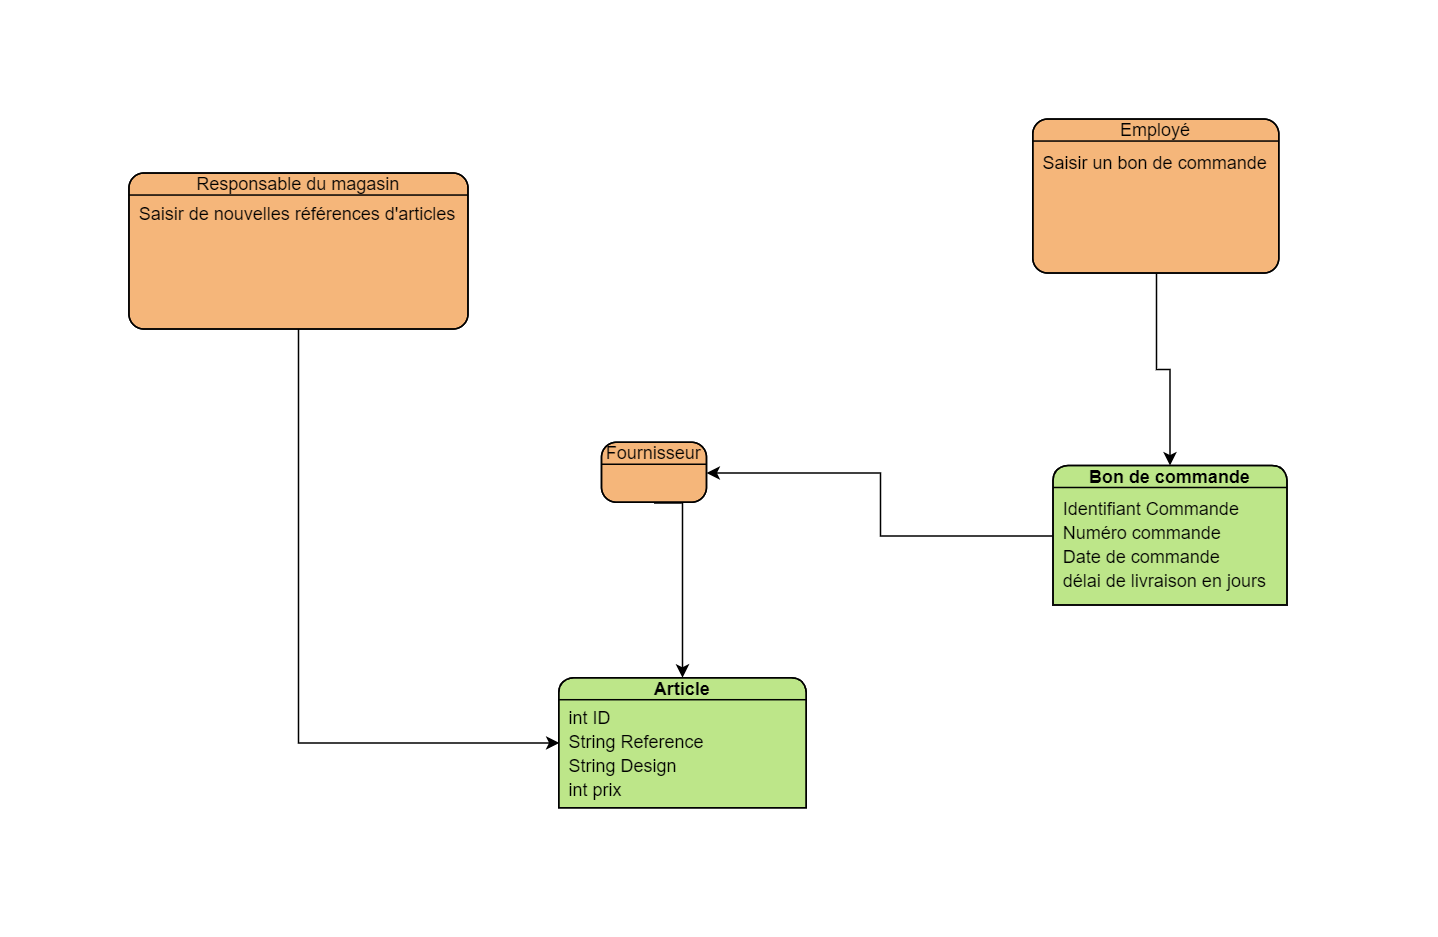 Employé
Saisir un bon de commande
Responsable du magasin
Saisir de nouvelles références d'articles
Fournisseur
Bon de commande
Identifiant Commande
Numéro commande
Date de commande
délai de livraison en jours
Article
int ID
String Reference
String Design
int prix